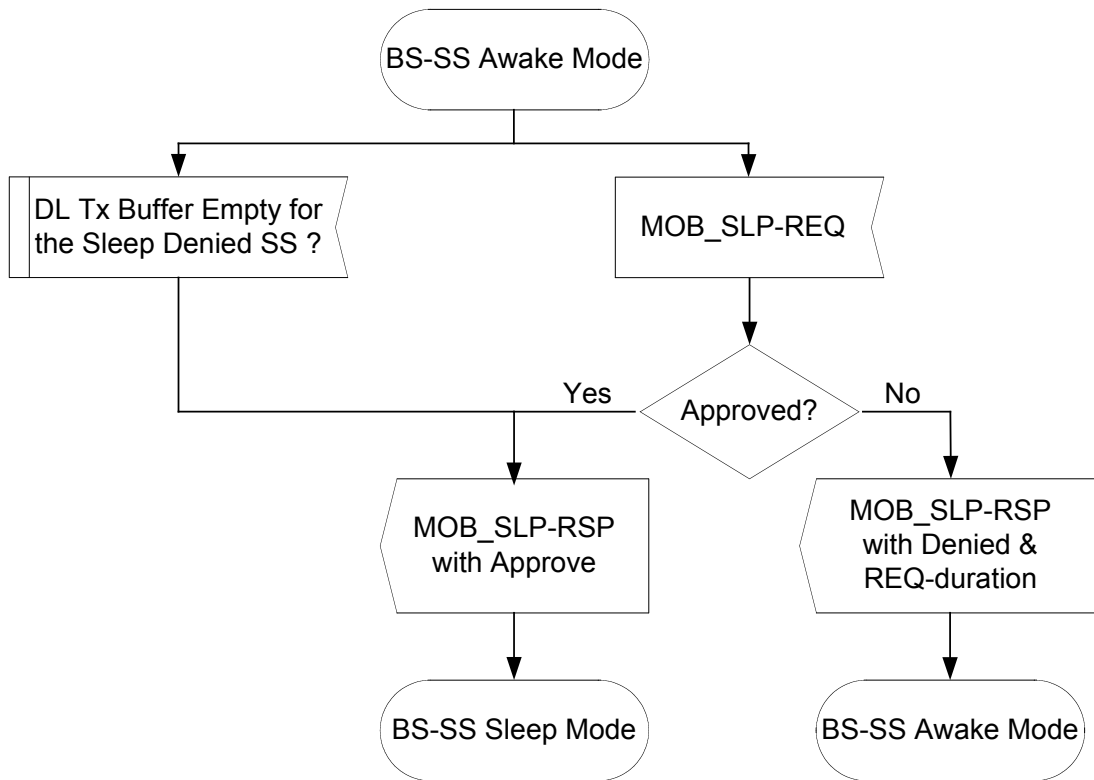 BS-SS Awake Mode
DL Tx Buffer Empty for
the Sleep Denied SS ?
MOB_SLP-REQ
Yes
Approved?
No
MOB_SLP-RSP
with Approve
MOB_SLP-RSP
with Denied &
REQ-duration
BS-SS Sleep Mode
BS-SS Awake Mode